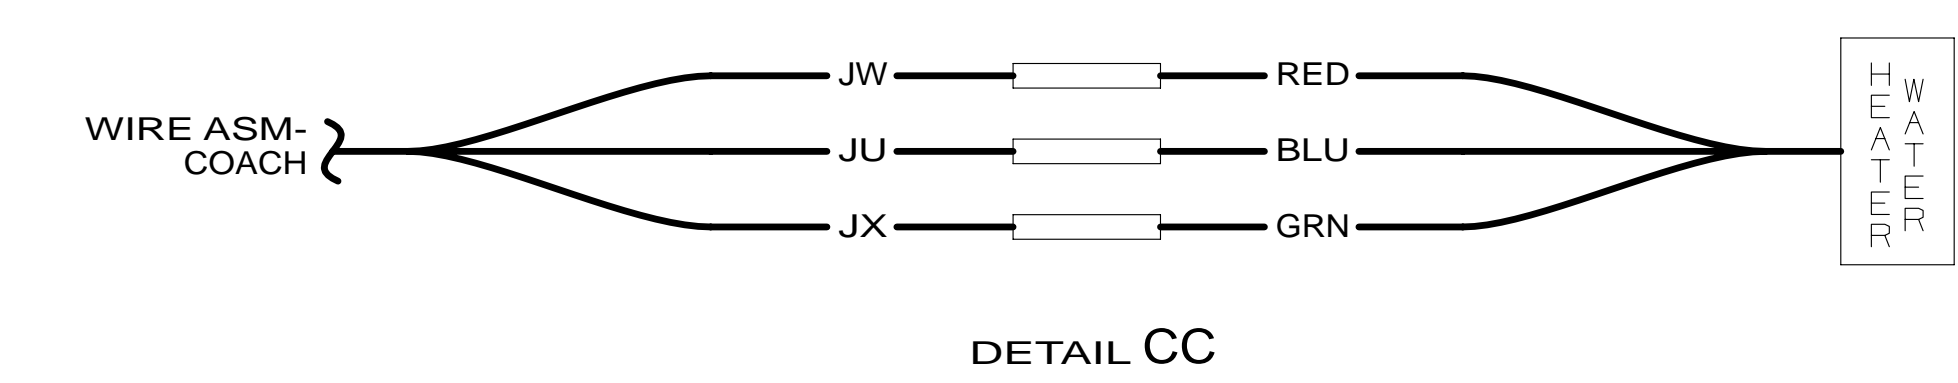 WIRE ASM-
COACH
JW
RED
JU
BLU
JX
GRN
WATER
HEATER
DETAIL CC